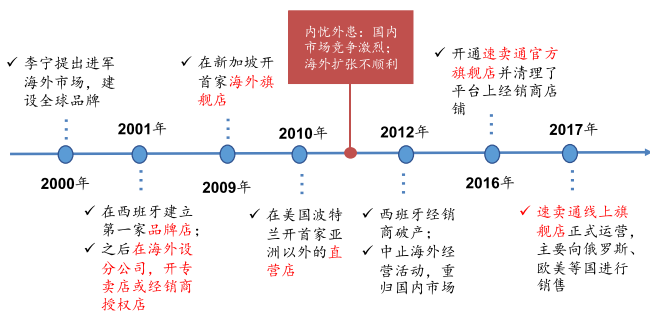 内忧外患：国内
市场竞争激烈；
海外扩张不顺利
李宁提出进军
海外市场，建
设全球品牌
在新加坡开
首家海外旗
舰店
开通速卖通官方
旗舰店并清理了
平台上经销商店
铺
2001年
2010年
2012年
2017年
2000年
2009年
2016年
在西班牙建立
第一家品牌店；
之后在海外设
分公司，开专
卖店或经销商
授权店
在美国波特
兰开首家亚
洲以外的直
营店
西班牙经销
商破产；
中止海外经
营活动，重
归国内市场
速卖通线上旗
舰店正式运营，
主要向俄罗斯、
欧美等国进行
销售